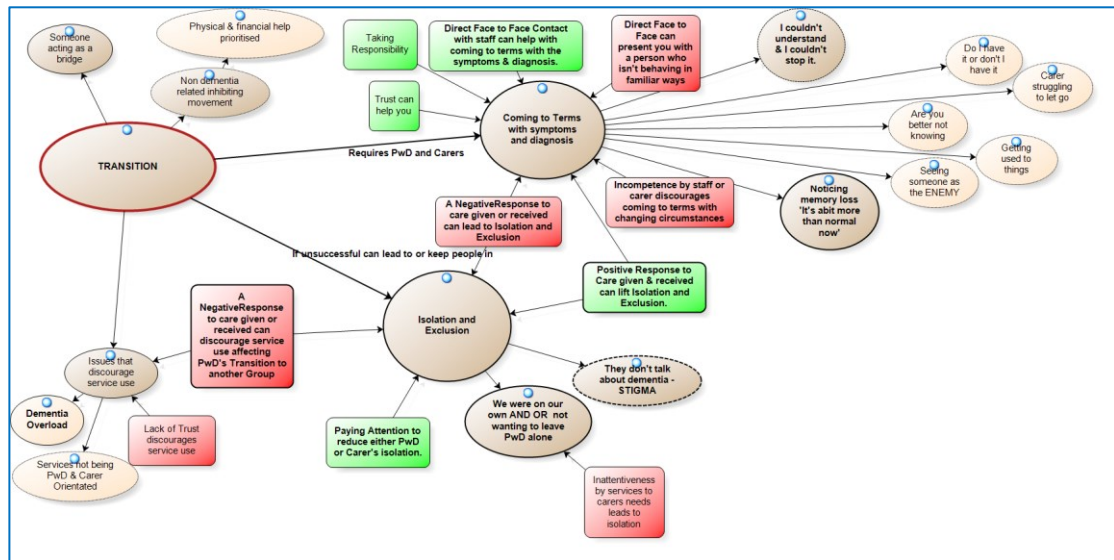 Someone
acting as a
bridge
Physical & financial help
prioritised
Non dementia
related inhibiting
movement
TRANSITION
Taking
Responsibility
Trust can
help you
Direct Face to Face Contact
with staff can help with
coming to terms with the
symptoms & diagnosis.
Direct Face to
Face can
present you with
a person who
isn't behaving in
familiar ways
I couldn't
understand
& I couldn't
stop it.
Do I have
it or don't I
have it
Carer
struggling
to let go
Are you
better not
knowing
Getting
used to
things
Seeing
someone as
the ENEMY
Noticing
memory loss
'It's abit more
than normal
now'
Coming to Terms
with symptoms
and diagnosis
Requires PwD and Carers
A NegativeResponse to
care given or received
can lead to Isolation and
Exclusion
Incompetence by staff or
carer discourages
coming to terms with
changing circumstances
If unsuccessful can lead to or keep people in
Positive Response to
Care given & received
can lift Isolation and
Exclusion.
A
NegativeResponse
to care given or
received can
discourage service
use affecting
PwD's Transition to
another Group
Isolation and
Exclusion
Issues that
discourage
service use
Dementia
Overload
Lack of Trust
discourages
service use
Services not being
PwD & Carer
Orientated
Paying Attention to
reduce either PwD
or Carer's isolation.
They don't talk
about dementia -
STIGMA
We were on our
own AND OR not
wanting to leave
PwD alone
Inattentiveness
by services to
carers needs
leads to
isolation